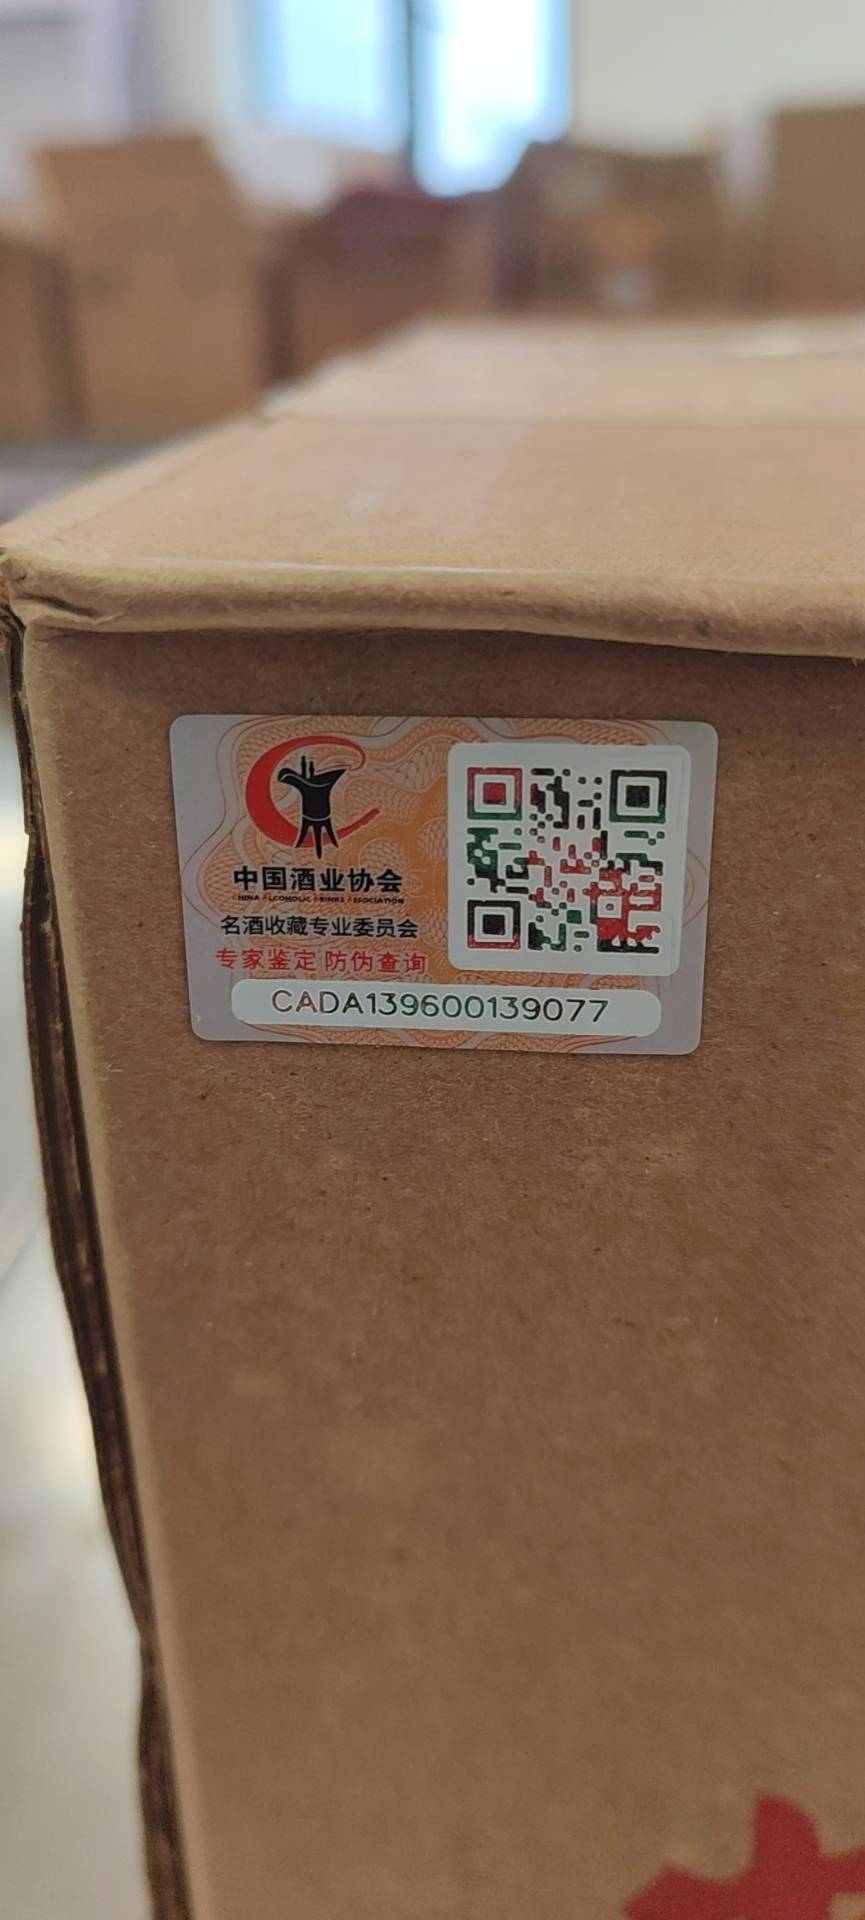 中国酒业协会
CHINA ALCOHOLIC DRINKS ASSOCIATION
名酒收藏专业委员会
专家鉴定 防伪查询
CADA139600139077